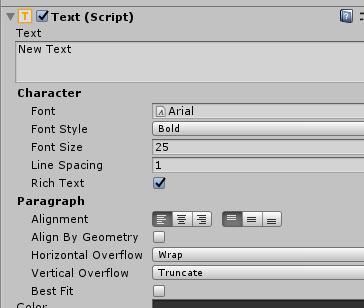 Text (Script)
Text
New Text
Character
Font Arial
Font Style Bold
Font Size 25
Line Spacing 1
Rich Text
Paragraph
Alignment
Align By Geometry
Horizontal Overflow Wrap
Vertical Overflow Truncate
Best Fit
Color